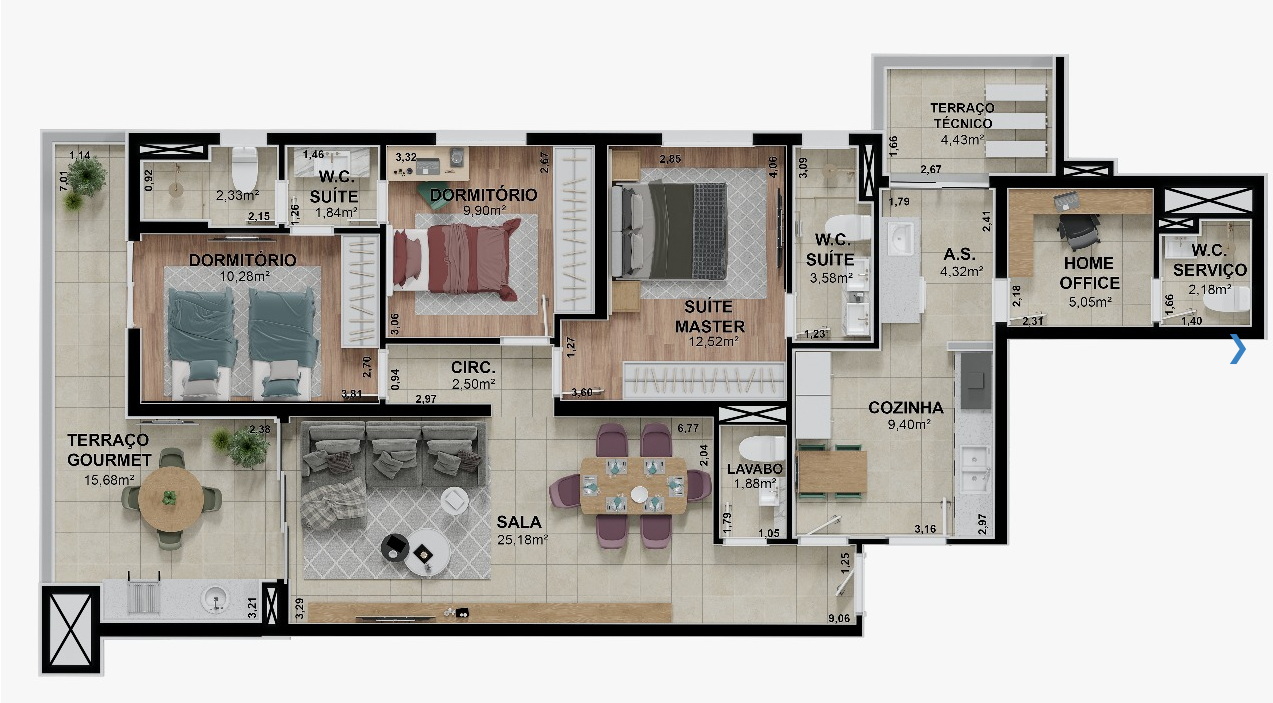 TERRAÇO
TÉCNICO
4,43m²
1,66
2,67
1,14
7,01
0,92
2,33m²
2,15
1,46
W.C.
SUÍTE
1,84m²
1,26
3,32
2,67
DORMITÓRIO
9,90m²
3,06
2,85
4,06
SUÍTE
MASTER
12,52m²
1,27
3,60
3,09
W.C.
SUÍTE
3,58m²
1,23
1,79
2,41
A.S.
4,32m²
HOME
OFFICE
5,05m²
2,18
2,31
W.C.
SERVIÇO
2,18m²
1,66
1,40
DORMITÓRIO
10,28m²
2,70
3,81
CIRC.
2,50m²
0,94
2,97
COZINHA
9,40m²
3,16
2,97
TERRAÇO
GOURMET
15,68m²
2,38
3,21
SALA
25,18m²
6,77
2,04
3,29
1,25
9,06
LAVABO
1,88m²
1,79
1,05